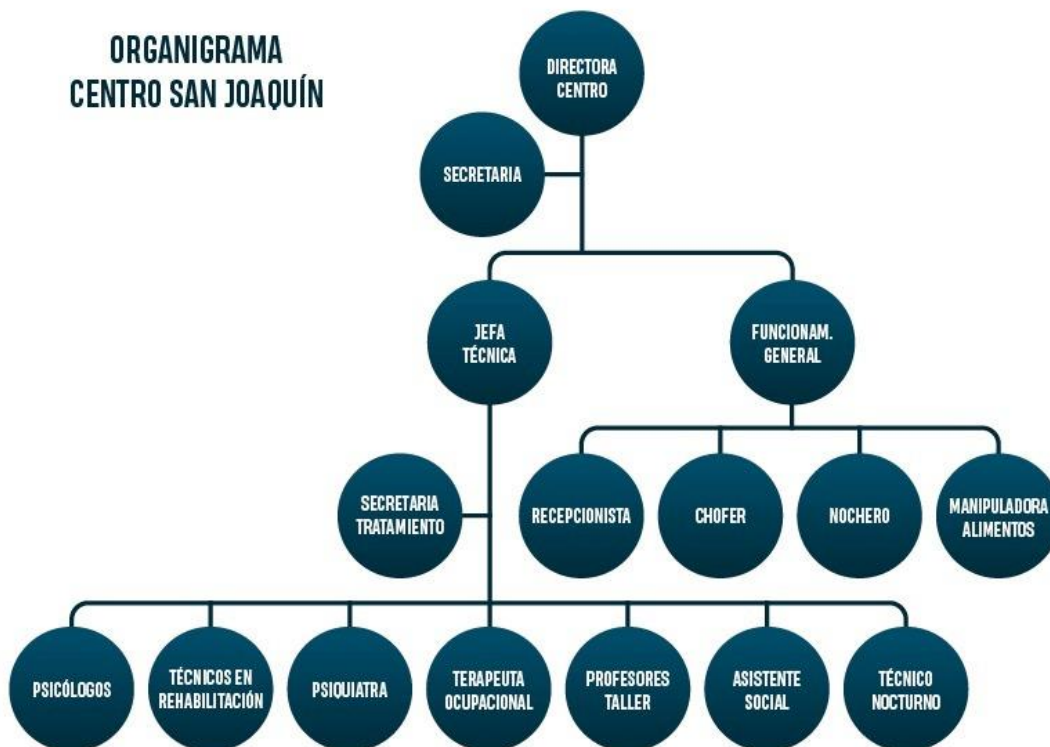 ORGANIGRAMA
CENTRO SAN JOAQUÍN
DIRECTORA
CENTRO
SECRETARIA
JEFA
TÉCNICA
FUNCIONAM.
GENERAL
SECRETARIA
TRATAMIENTO
RECEPCIONISTA
CHOFER
NOCHERO
MANIPULADORA
ALIMENTOS
PSICÓLOGOS
TÉCNICOS EN
REHABILITACIÓN
PSIQUIATRA
TERAPEUTA
OCUPACIONAL
PROFESORES
TALLER
ASISTENTE
SOCIAL
TÉCNICO
NOCTURNO